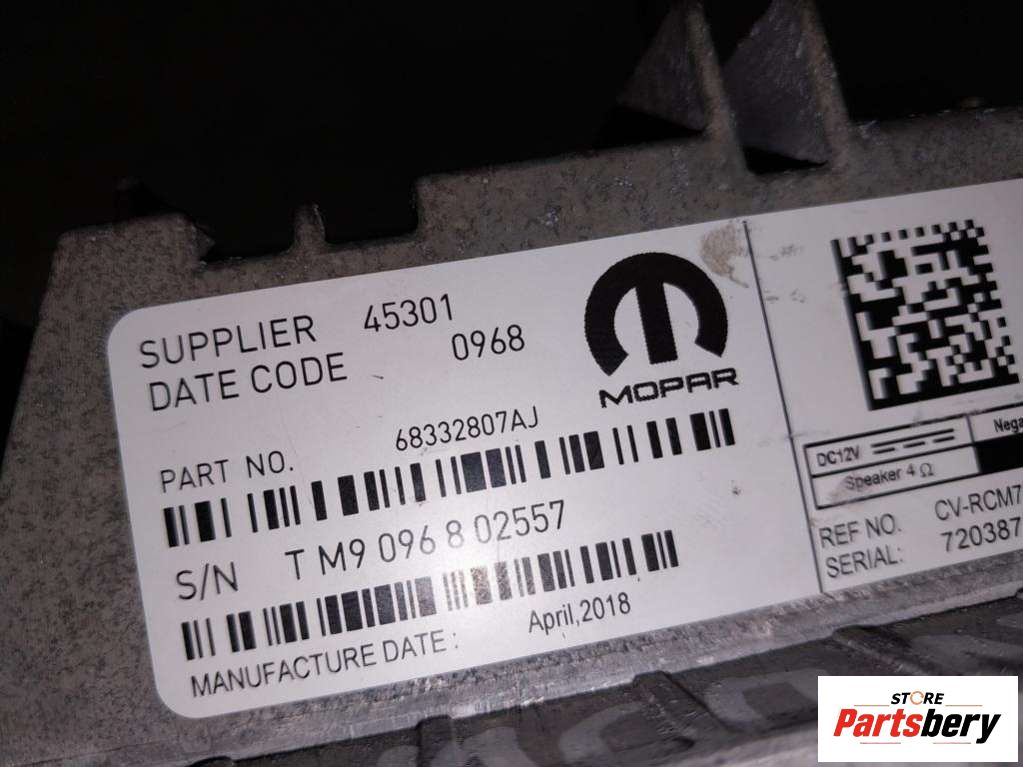 SUPPLIER 45301
DATE CODE 0968
MOPAR
PART NO. 68332807AJ
S/N T M9 096 8 02557
MANUFACTURE DATE : April,2018
DC12V
Speaker 4 Ω
REF NO. CV-RCM7
SERIAL: 720387
STORE
Partsbery